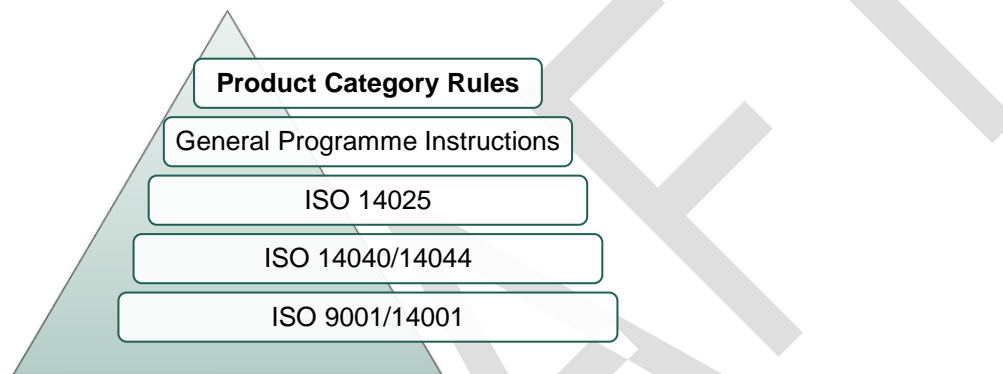 Product Category Rules
General Programme Instructions
ISO 14025
ISO 14040/14044
ISO 9001/14001